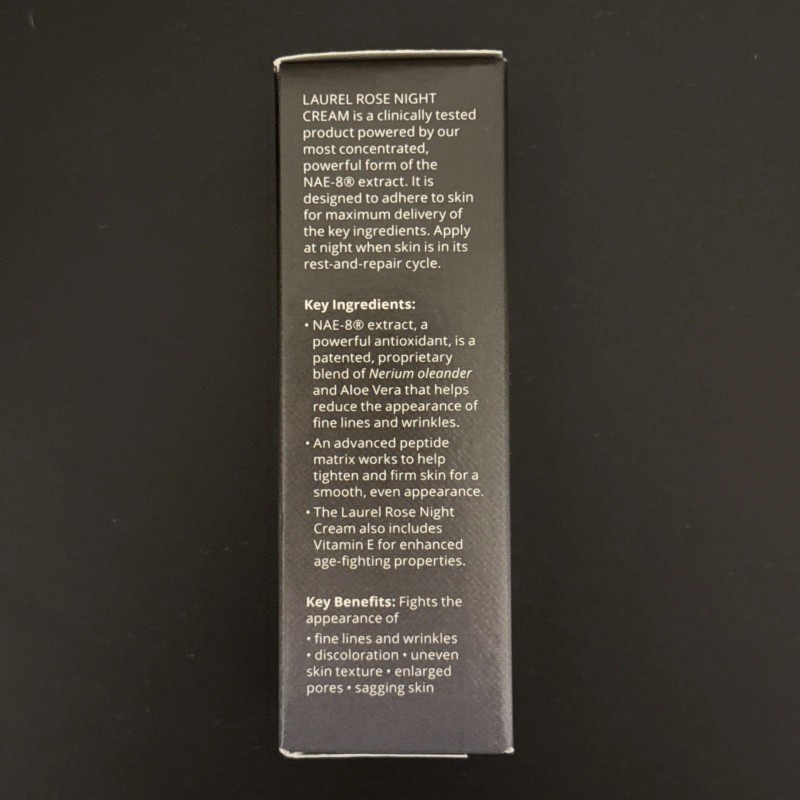 LAUREL ROSE NIGHT
CREAM is a clinically tested
product powered by our
most concentrated,
powerful form of the
NAE-8® extract. It is
designed to adhere to skin
for maximum delivery of
the key ingredients. Apply
at night when skin is in its
rest-and-repair cycle.
Key Ingredients:
• NAE-8® extract, a
powerful antioxidant, is a
patented, proprietary
blend of Nerium oleander
and Aloe Vera that helps
reduce the appearance of
fine lines and wrinkles.
• An advanced peptide
matrix works to help
tighten and firm skin for a
smooth, even appearance.
• The Laurel Rose Night
Cream also includes
Vitamin E for enhanced
age-fighting properties.
Key Benefits: Fights the
appearance of
• fine lines and wrinkles
• discoloration • uneven
skin texture • enlarged
pores • sagging skin